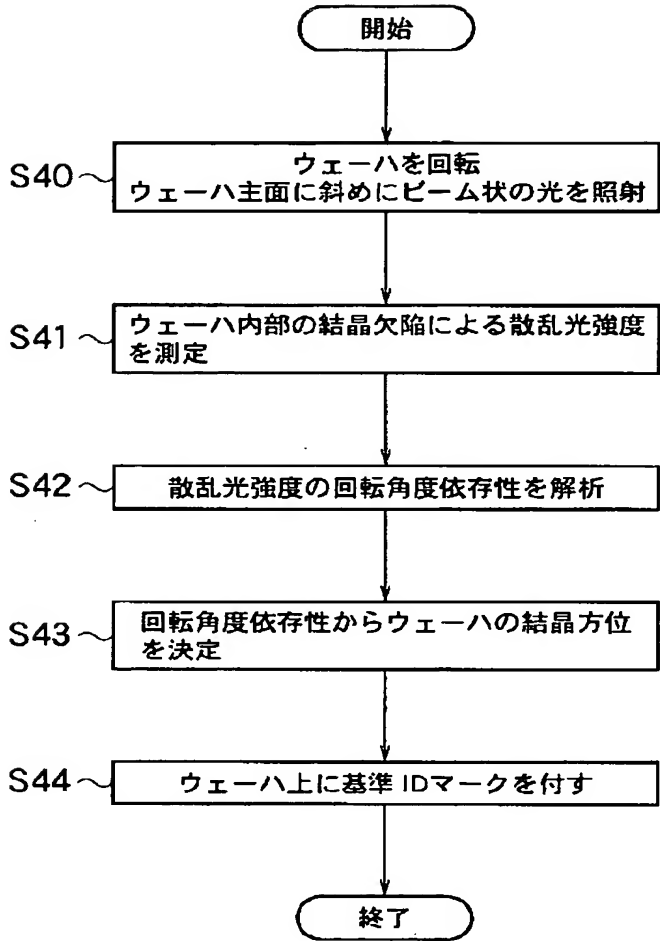 開始
S40
ウェーハを回転
ウェーハ主面に斜めにビーム状の光を照射
S41
ウェーハ内部の結晶欠陥による散乱光強度
を測定
S42
散乱光強度の回転角度依存性を解析
S43
回転角度依存性からウェーハの結晶方位
を決定
S44
ウェーハ上に基準IDマークを付す
終了